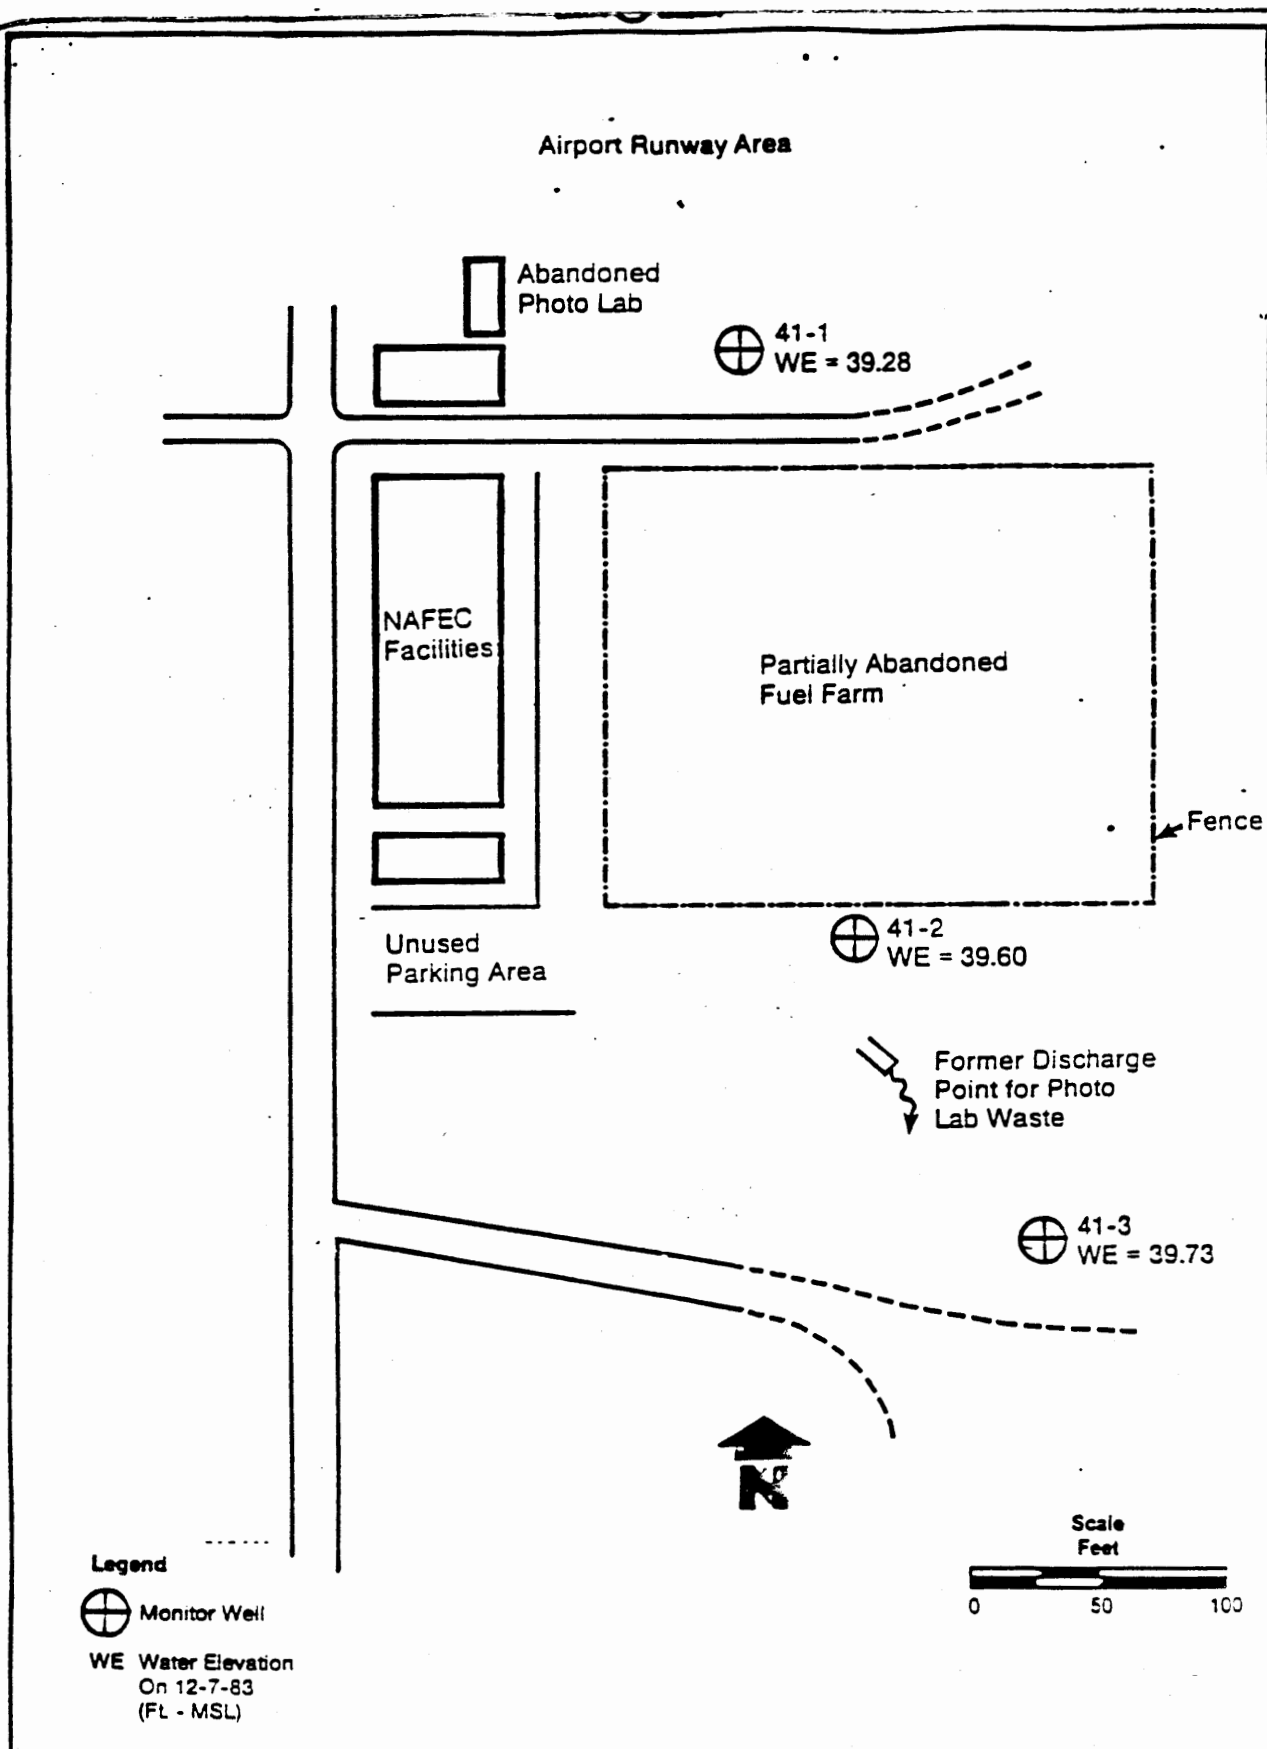 Airport Runway Area
Abandoned
Photo Lab
41-1
WE = 39.28
NAFEC
Facilities
Partially Abandoned
Fuel Farm
Fence
41-2
WE = 39.60
Unused
Parking Area
Former Discharge
Point for Photo
Lab Waste
41-3
WE = 39.73
N
Scale
Feet
0 50 100
Legend
Monitor Well
WE Water Elevation
On 12-7-83
(Ft. - MSL)